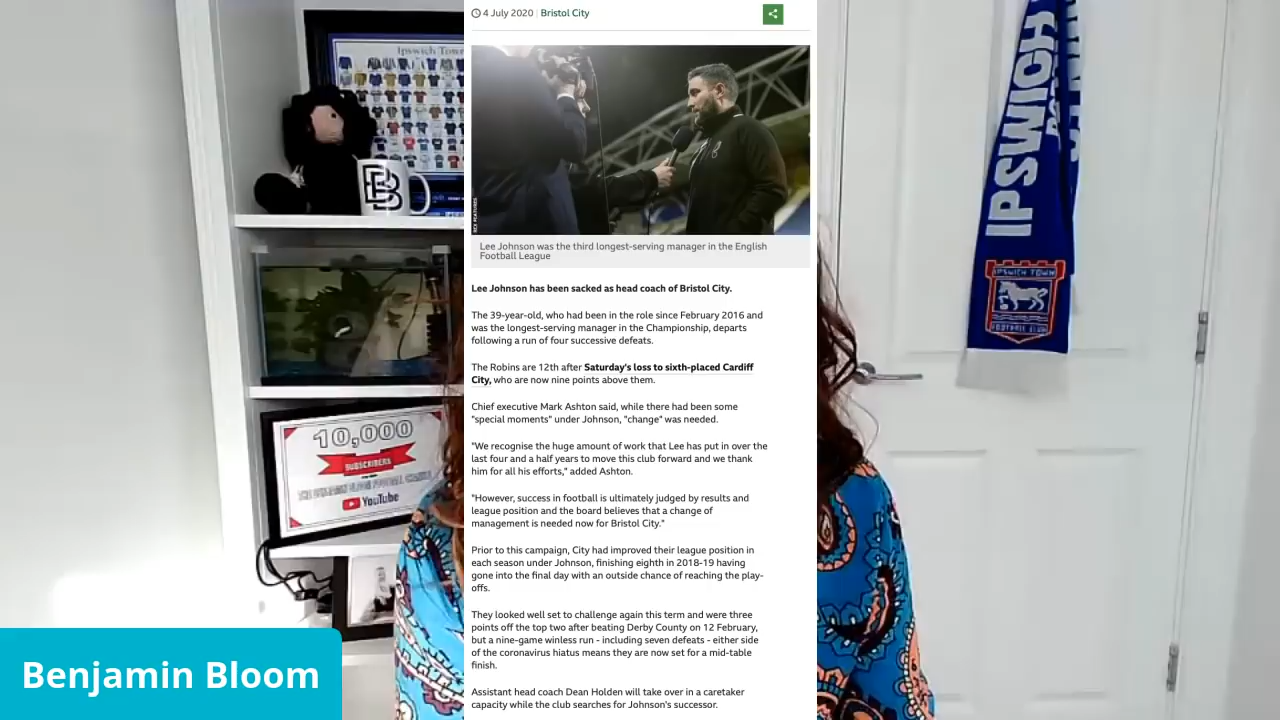 4 July 2020 | Bristol City
Ipswich Town
REX FEATURES
Lee Johnson was the third longest-serving manager in the English
Football League
Lee Johnson has been sacked as head coach of Bristol City.
The 39-year-old, who had been in the role since February 2016 and
was the longest-serving manager in the Championship, departs
following a run of four successive defeats.
The Robins are 12th after Saturday's loss to sixth-placed Cardiff
City, who are now nine points above them.
Chief executive Mark Ashton said, while there had been some
"special moments" under Johnson, "change" was needed.
"We recognise the huge amount of work that Lee has put in over the
last four and a half years to move this club forward and we thank
him for all his efforts," added Ashton.
"However, success in football is ultimately judged by results and
league position and the board believes that a change of
management is needed now for Bristol City."
Prior to this campaign, City had improved their league position in
each season under Johnson, finishing eighth in 2018-19 having
gone into the final day with an outside chance of reaching the play-
offs.
They looked well set to challenge again this term and were three
points off the top two after beating Derby County on 12 February,
but a nine-game winless run - including seven defeats - either side
of the coronavirus hiatus means they are now set for a mid-table
finish.
Assistant head coach Dean Holden will take over in a caretaker
capacity while the club searches for Johnson's successor.
10,000
SUBSCRIBERS
THE BENJAMIN BLOOM FOOTBALL CHANNEL
YouTube
IPSWICH
IPSWICH TOWN
FOOTBALL CLUB
Benjamin Bloom